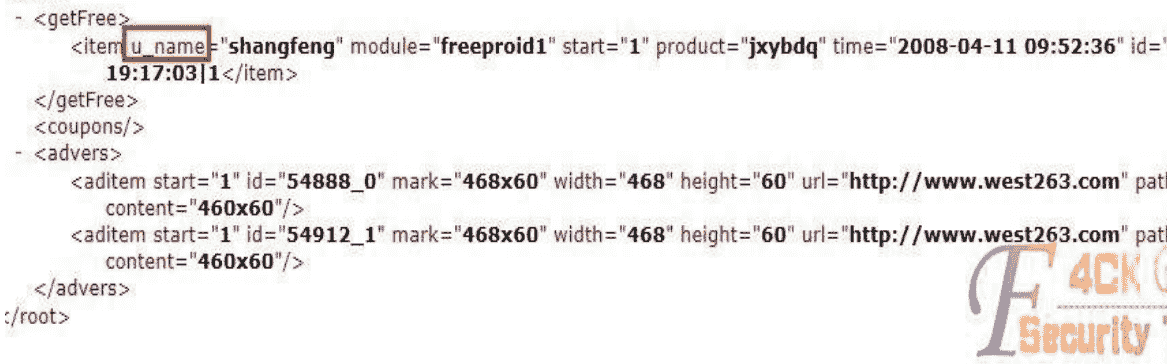 - <getFree>
<item u_name="shangfeng" module="freeproid1" start="1" product="jxybdq" time="2008-04-11 09:52:36" id="
19:17:03|1</item>
</getFree>
<coupons/>
- <advers>
<aditem start="1" id="54888_0" mark="468x60" width="468" height="60" url="http://www.west263.com" pat
content="460x60"/>
<aditem start="1" id="54912_1" mark="468x60" width="468" height="60" url="http://www.west263.com" pat
content="460x60"/>
</advers>
</root>
F 4CK
Security